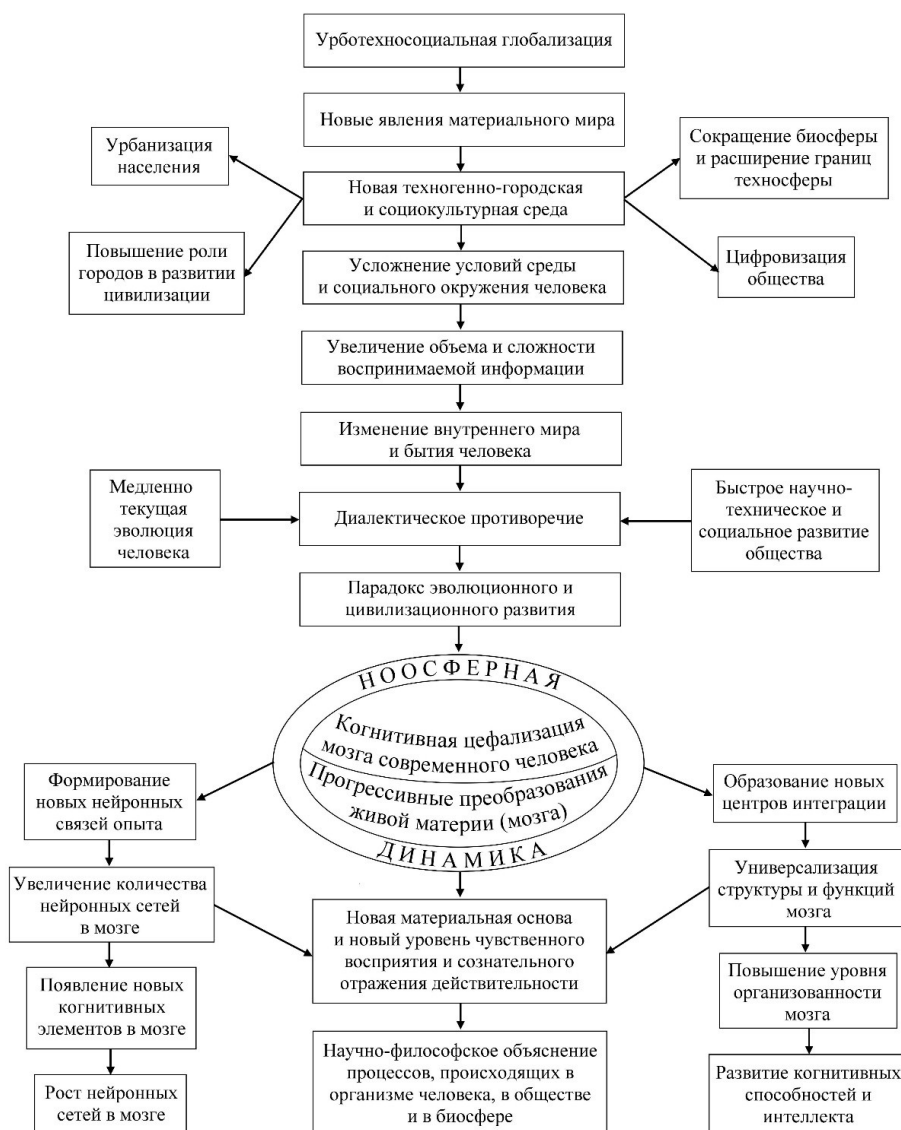 Урботехносоциальная глобализация
Новые явления материального мира
Урбанизация
населения
Сокращение биосферы
и расширение границ
техносферы
Новая техногенно-городская
и социокультурная среда
Повышение роли
городов в развитии
цивилизации
Цифровизация
общества
Усложнение условий среды
и социального окружения человека
Увеличение объема и сложности
воспринимаемой информации
Изменение внутреннего мира
и бытия человека
Медленно
текущая
эволюция
человека
Диалектическое противоречие
Быстрое научно-
техническое и
социальное развитие
общества
Парадокс эволюционного и
цивилизационного развития
НООСФЕРНАЯ
Когнитивная цефализация
мозга современного человека
Прогрессивные преобразования
живой материи (мозга)
ДИНАМИКА
Формирование
новых нейронных
связей опыта
Образование новых
центров интеграции
Увеличение количества
нейронных сетей
в мозге
Новая материальная основа
и новый уровень чувственного
восприятия и сознательного
отражения действительности
Универсализация
структуры и функций
мозга
Появление новых
когнитивных
элементов в мозге
Повышение уровня
организованности
мозга
Рост нейронных
сетей в мозге
Научно-философское объяснение
процессов, происходящих в
организме человека, в обществе
и в биосфере
Развитие когнитивных
способностей и
интеллекта